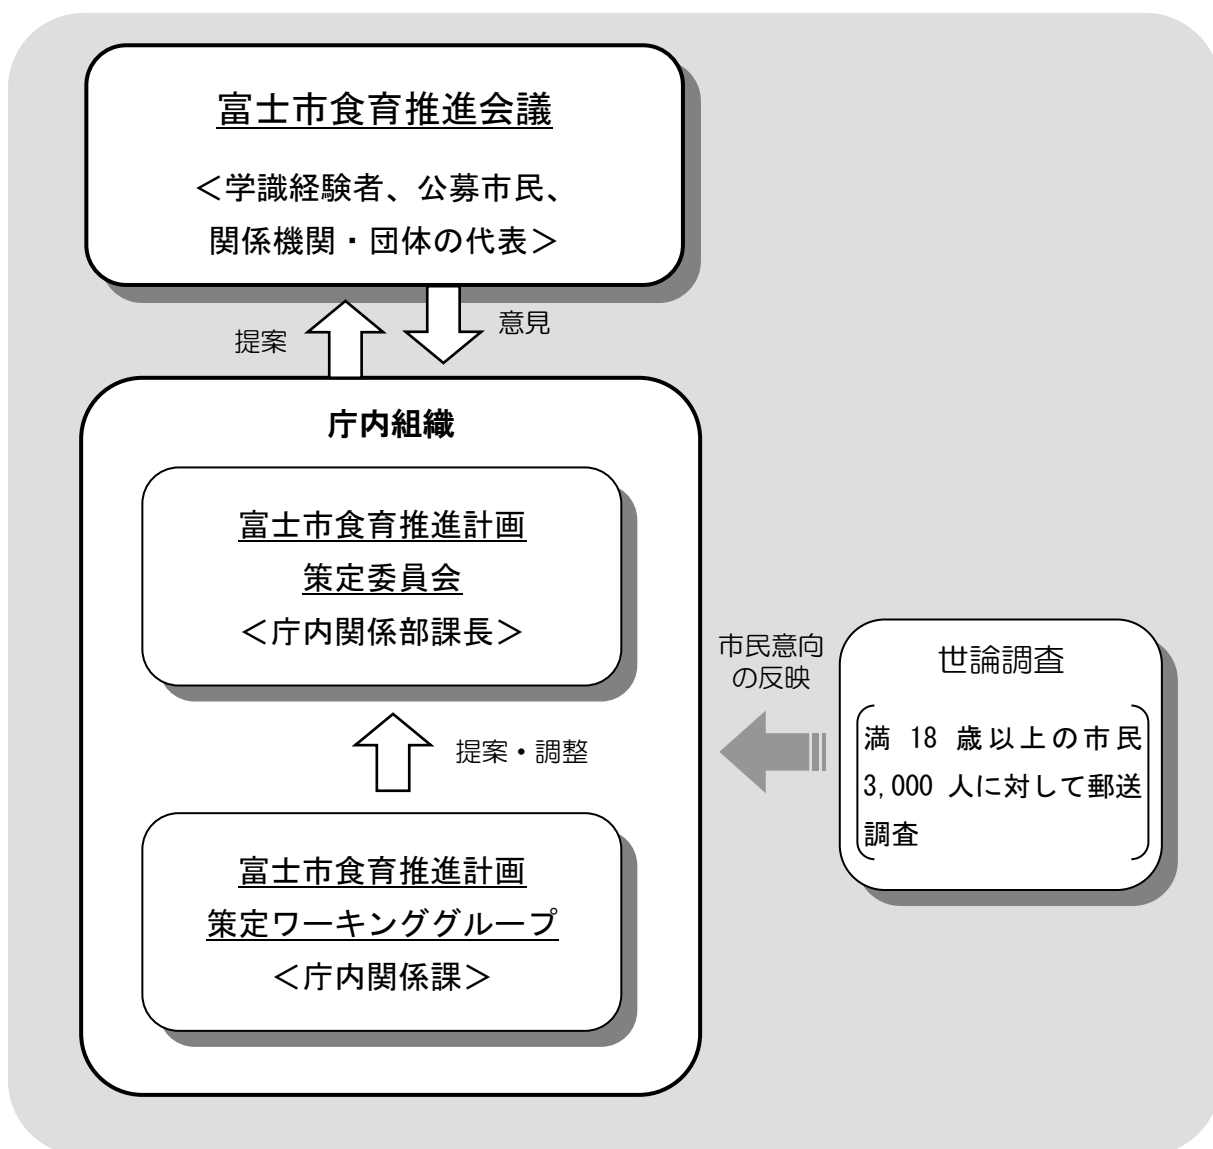 富士市食育推進会議
＜学識経験者、公募市民、
関係機関・団体の代表＞
提案
意見
庁内組織
富士市食育推進計画
策定委員会
＜庁内関係部課長＞
提案・調整
富士市食育推進計画
策定ワーキンググループ
＜庁内関係課＞
市民意向
の反映
世論調査
満 18 歳以上の市民
3,000 人に対して郵送
調査